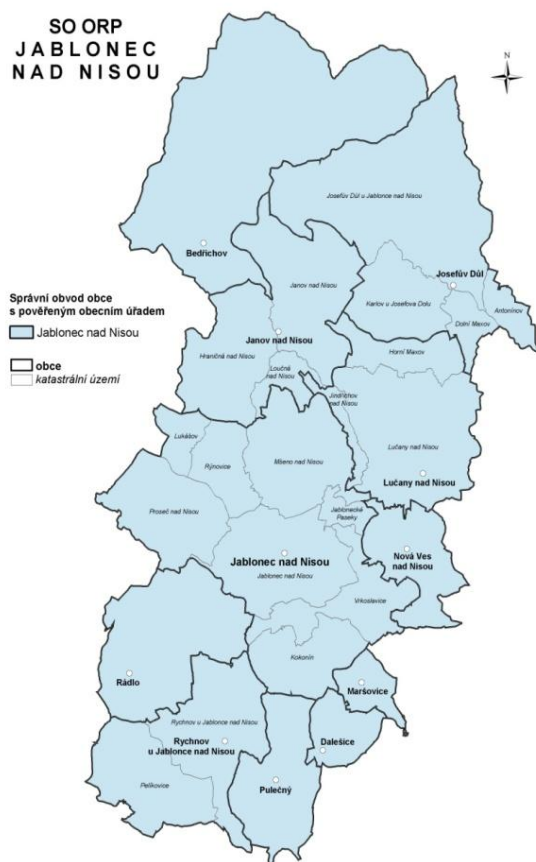 SO ORP
JABLONEC
NAD NISOU
N
Josefův Důl u Jablonce nad Nisou
Bedřichov
Janov nad Nisou
Josefův Důl
Karlov u Josefova Dolu
Antonínov
Dolní Maxov
Správní obvod obce
s pověřeným obecním úřadem
Jablonec nad Nisou
obce
katastrální území
Janov nad Nisou
Hraničná nad Nisou
Horní Maxov
Loučná
nad Nisou
Jindřichov
nad Nisou
Lukášov
Rýnovice
Mšeno nad Nisou
Lučany nad Nisou
Lučany nad Nisou
Proseč nad Nisou
Jablonecké
Paseky
Jablonec nad Nisou
Jablonec nad Nisou
Nová Ves
nad Nisou
Vrkoslavice
Kokonín
Rádlo
Maršovice
Rychnov u Jablonce nad Nisou
Rychnov
u Jablonce nad Nisou
Dalešice
Pelíkovice
Pulečný